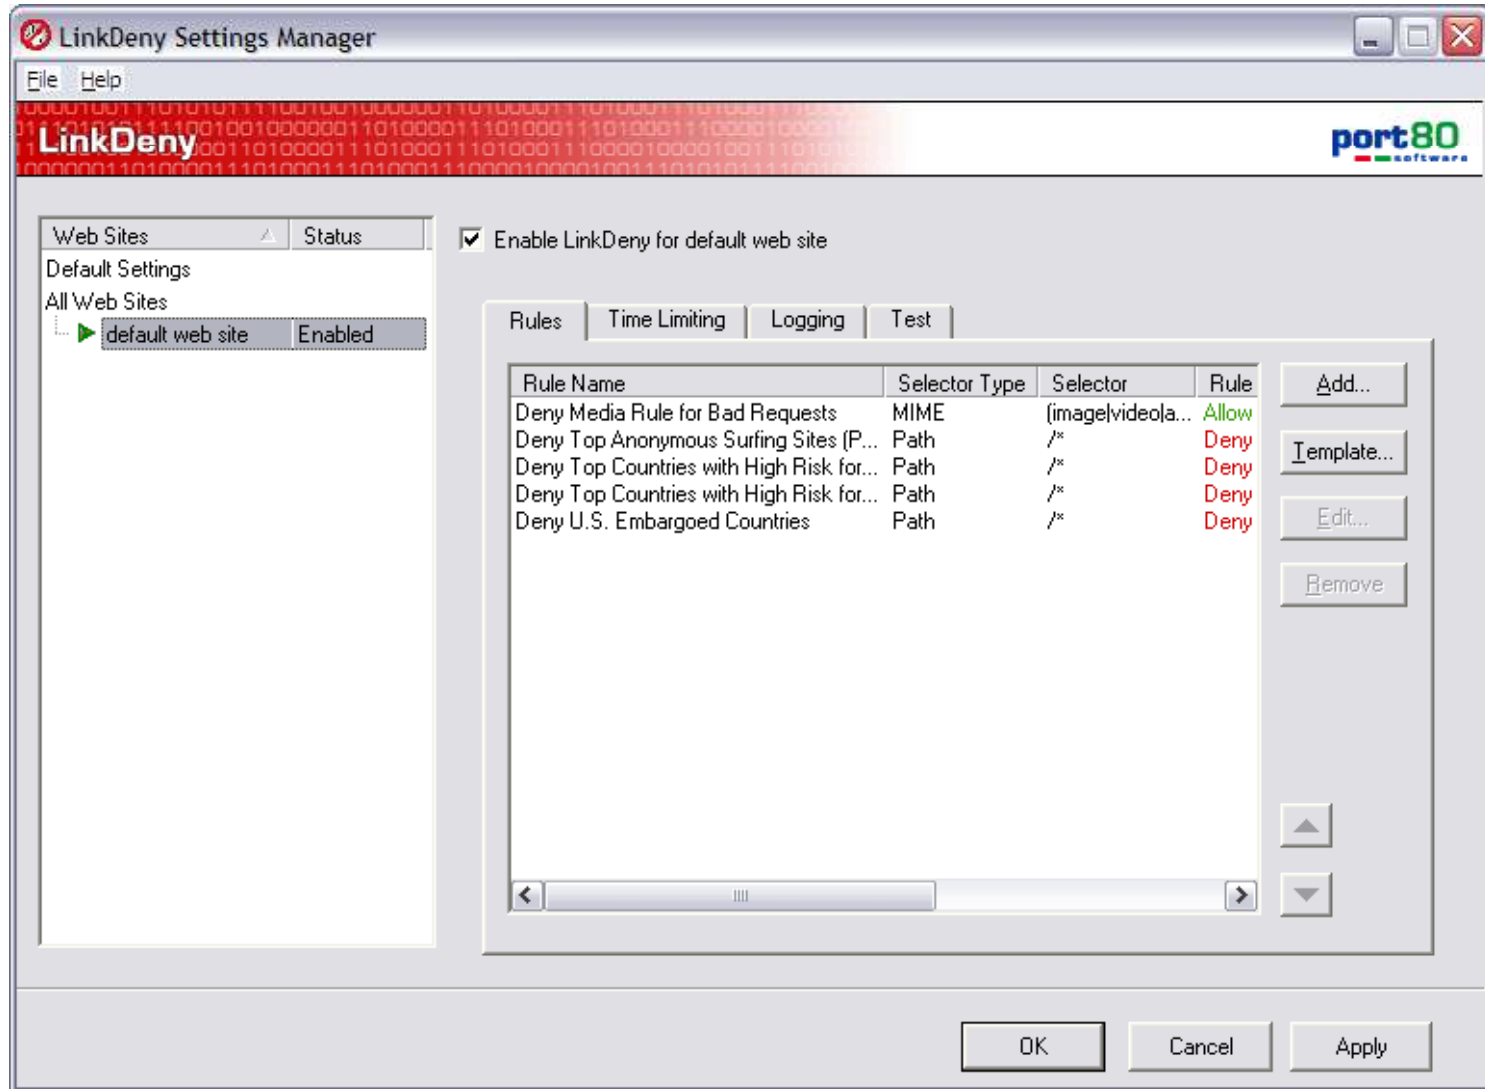 LinkDeny Settings Manager
File Help
LinkDeny
port80
software
Web Sites Status
Default Settings
All Web Sites
default web site Enabled
Enable LinkDeny for default web site
Rules Time Limiting Logging Test
Rule Name Selector Type Selector Rule
Deny Media Rule for Bad Requests MIME (image|video|a... Allow
Deny Top Anonymous Surfing Sites (P... Path /* Deny
Deny Top Countries with High Risk for... Path /* Deny
Deny Top Countries with High Risk for... Path /* Deny
Deny U.S. Embargoed Countries Path /* Deny
Add...
Template...
Edit...
Remove
OK Cancel Apply